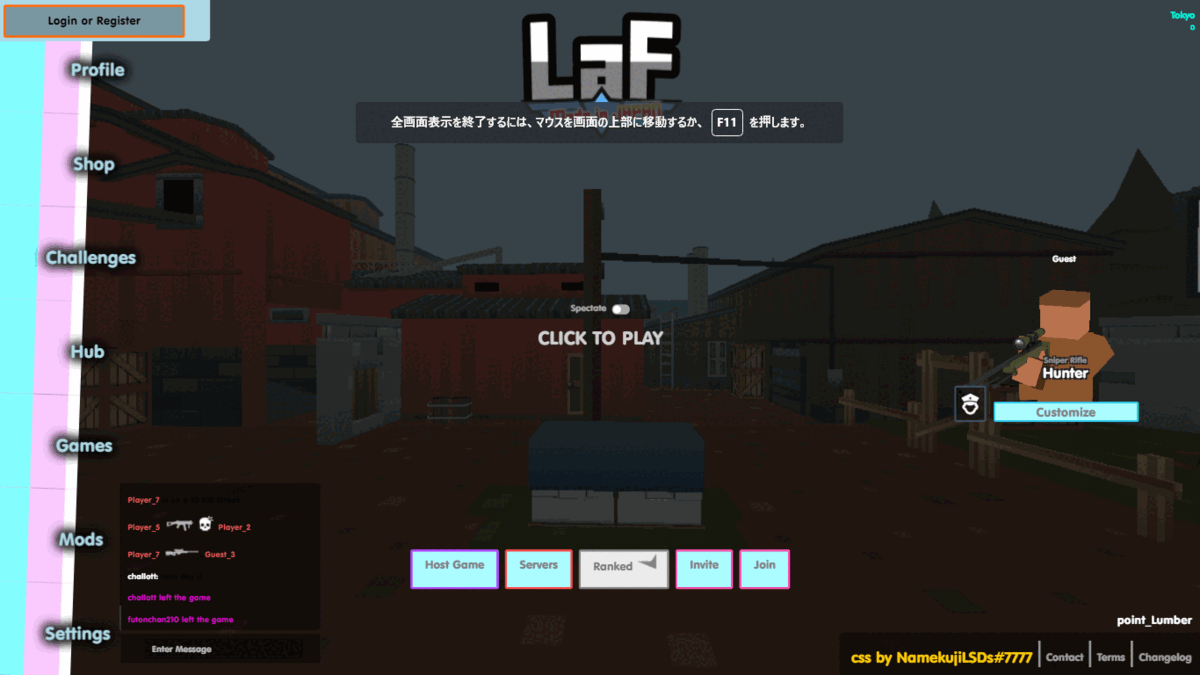 Login or Register
Tokyo
0
LaF
Profile
全画面表示を終了するには、マウスを画面の上部に移動するか、 F11 を押します。
Shop
Challenges
Guest
Spectate
CLICK TO PLAY
Hub
Sniper Rifle
Hunter
Customize
Games
Player_7
Player_5 Player_2
Player_7 Guest_3
challott:
challott left the game
futonchan210 left the game
Mods
Host Game
Servers
Ranked
Invite
Join
Settings
Enter Message
point_Lumber
css by NamekujiLSDs#7777
Contact
Terms
Changelog